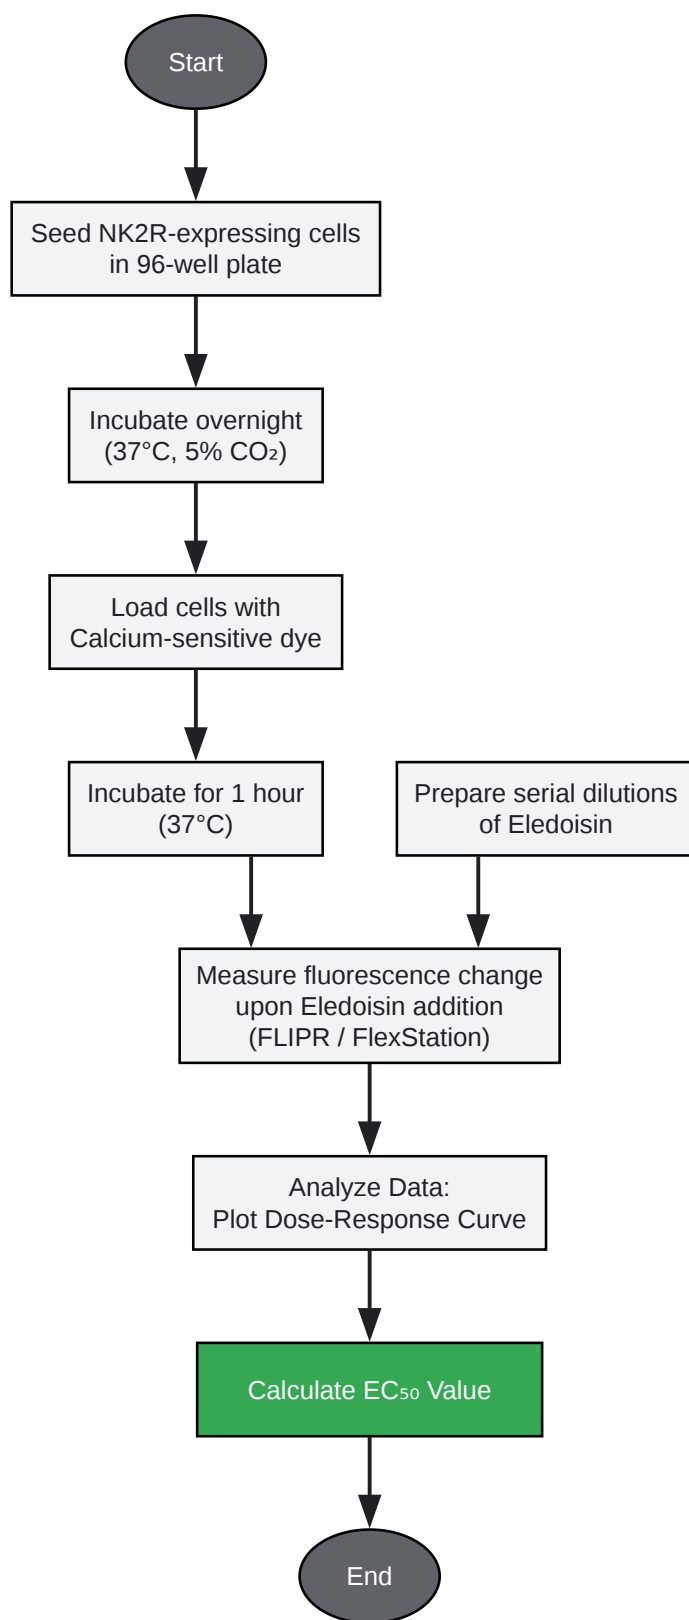 Start
Seed NK2R-expressing cells
in 96-well plate
Incubate overnight
(37°C, 5% CO₂)
Load cells with
Calcium-sensitive dye
Incubate for 1 hour
(37°C)
Prepare serial dilutions
of Eledoisin
Measure fluorescence change
upon Eledoisin addition
(FLIPR / FlexStation)
Analyze Data:
Plot Dose-Response Curve
Calculate EC₅₀ Value
End